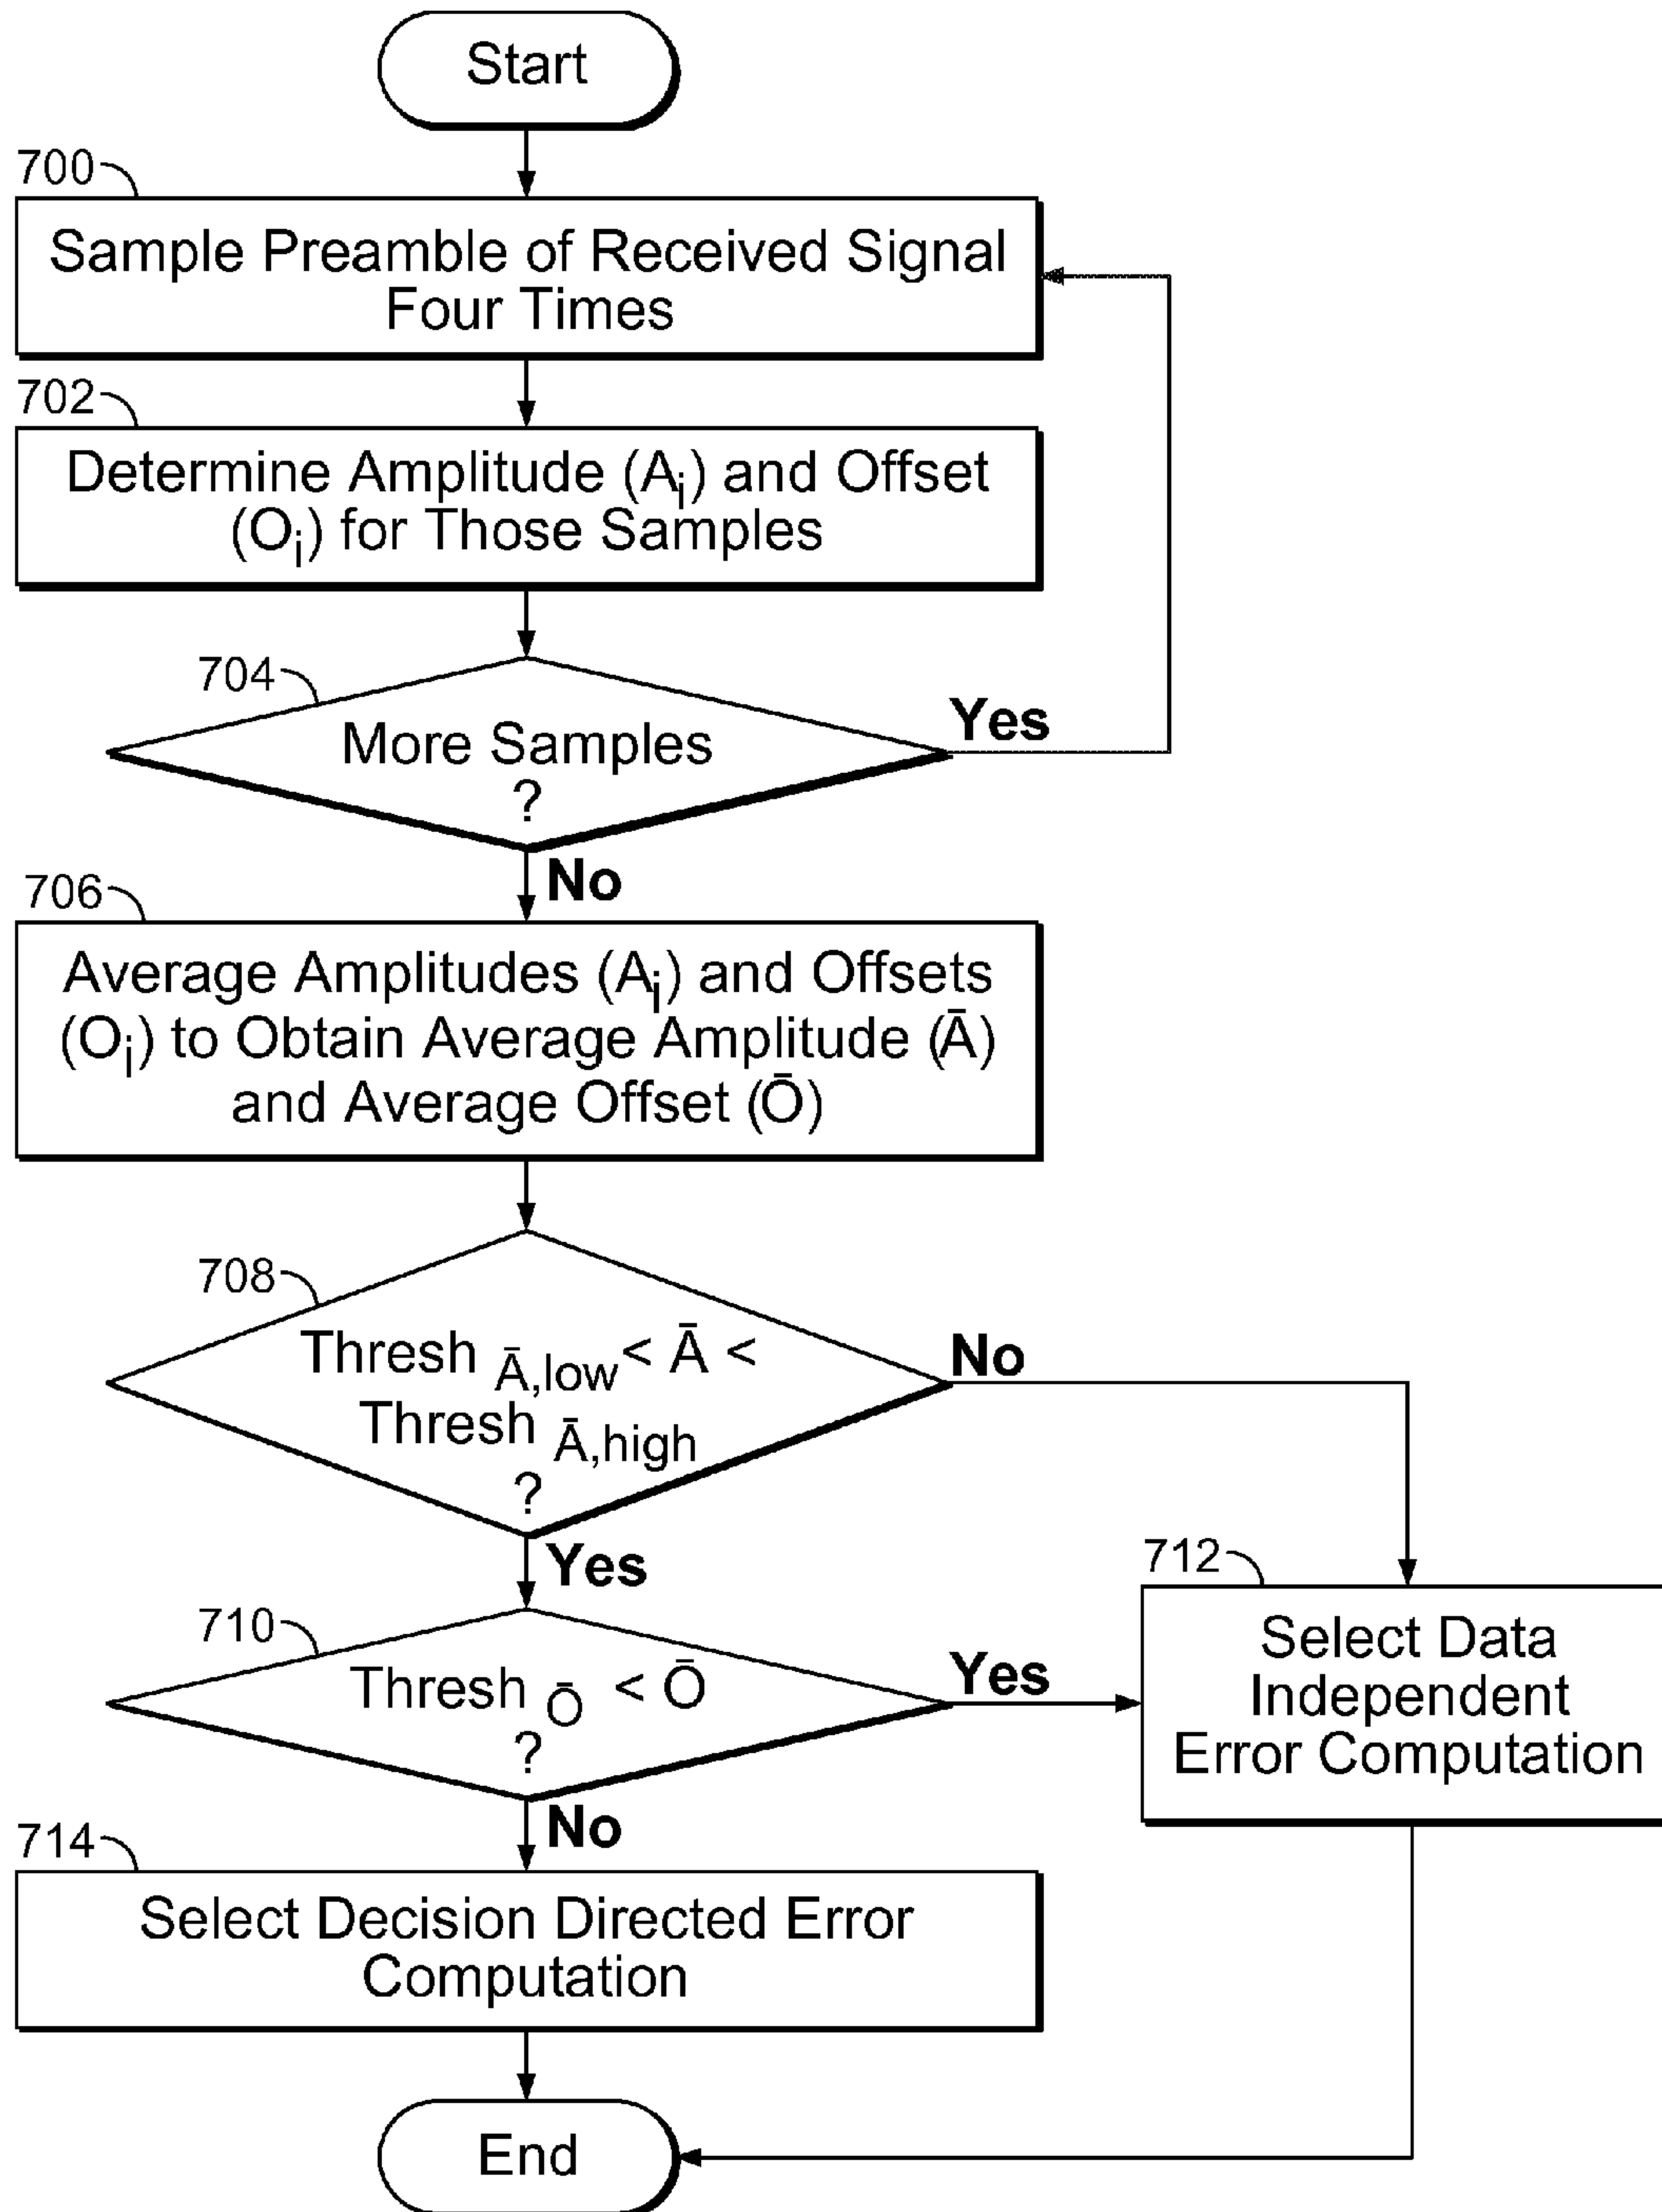 Start
700
Sample Preamble of Received Signal
Four Times
702
Determine Amplitude (Ai) and Offset
(Oi) for Those Samples
704
More Samples
?
Yes
No
706
Average Amplitudes (Ai) and Offsets
(Oi) to Obtain Average Amplitude (Ā)
and Average Offset (Ō)
708
Thresh Ā,low < Ā <
Thresh Ā,high
?
No
Yes
710
Thresh Ō < Ō
?
Yes
No
712
Select Data
Independent
Error Computation
714
Select Decision Directed Error
Computation
End